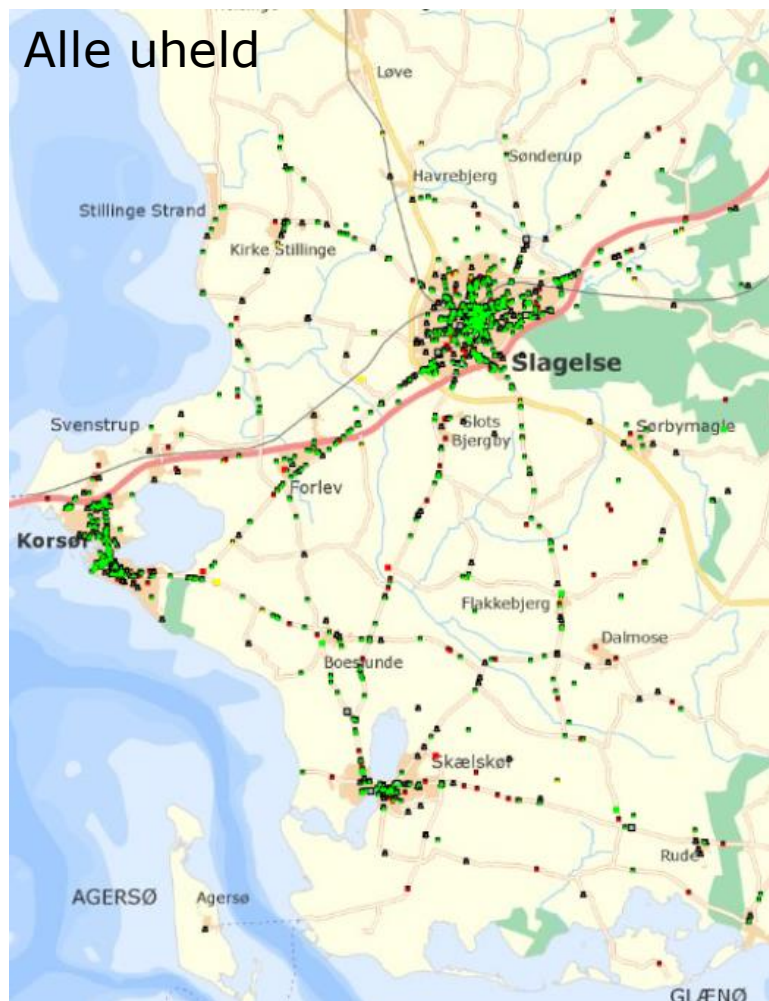 Alle uheld
Løve
Sønderup
Havrebjerg
Stillinge Strand
Kirke Stillinge
Slagelse
Svenstrup
Slots
Bjergby
Sørbymagle
Forlev
Korsør
Flakkebjerg
Dalmose
Boeslunde
Skælskør
Rude
AGERSØ
Agersø
GLÆNØ